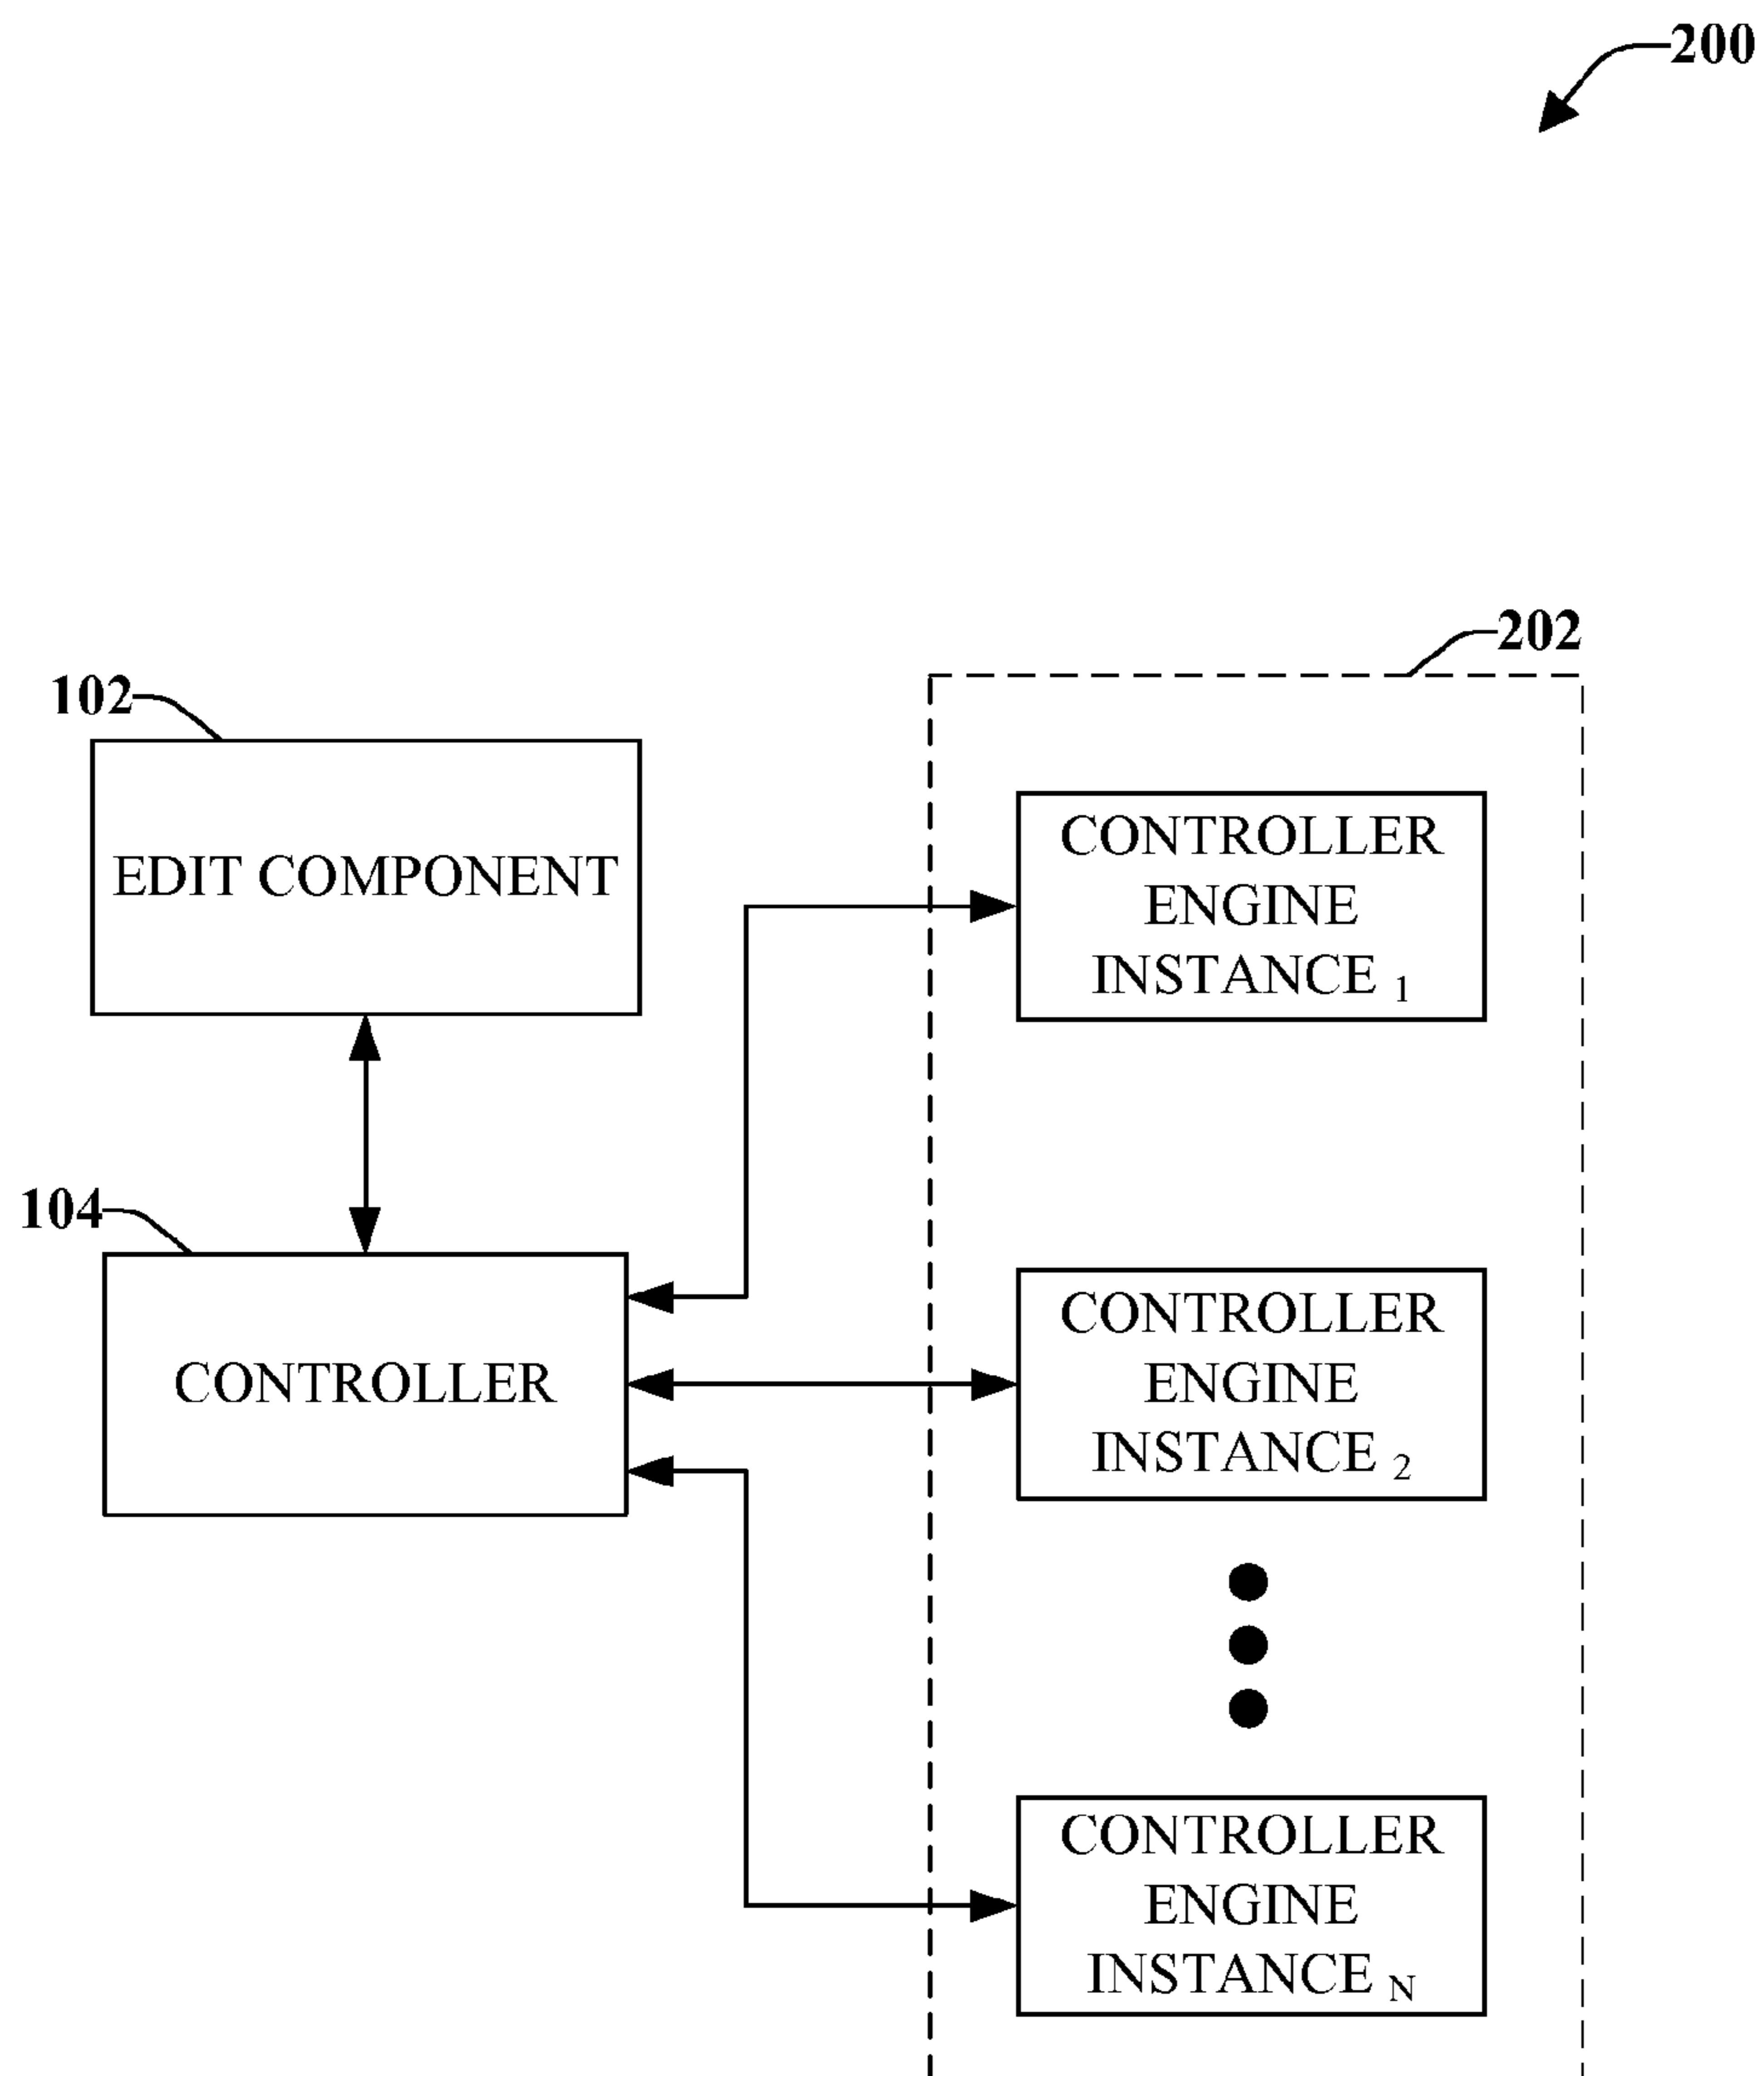 200
202
102
EDIT COMPONENT
CONTROLLER
ENGINE
INSTANCE 1
104
CONTROLLER
CONTROLLER
ENGINE
INSTANCE 2
CONTROLLER
ENGINE
INSTANCE N